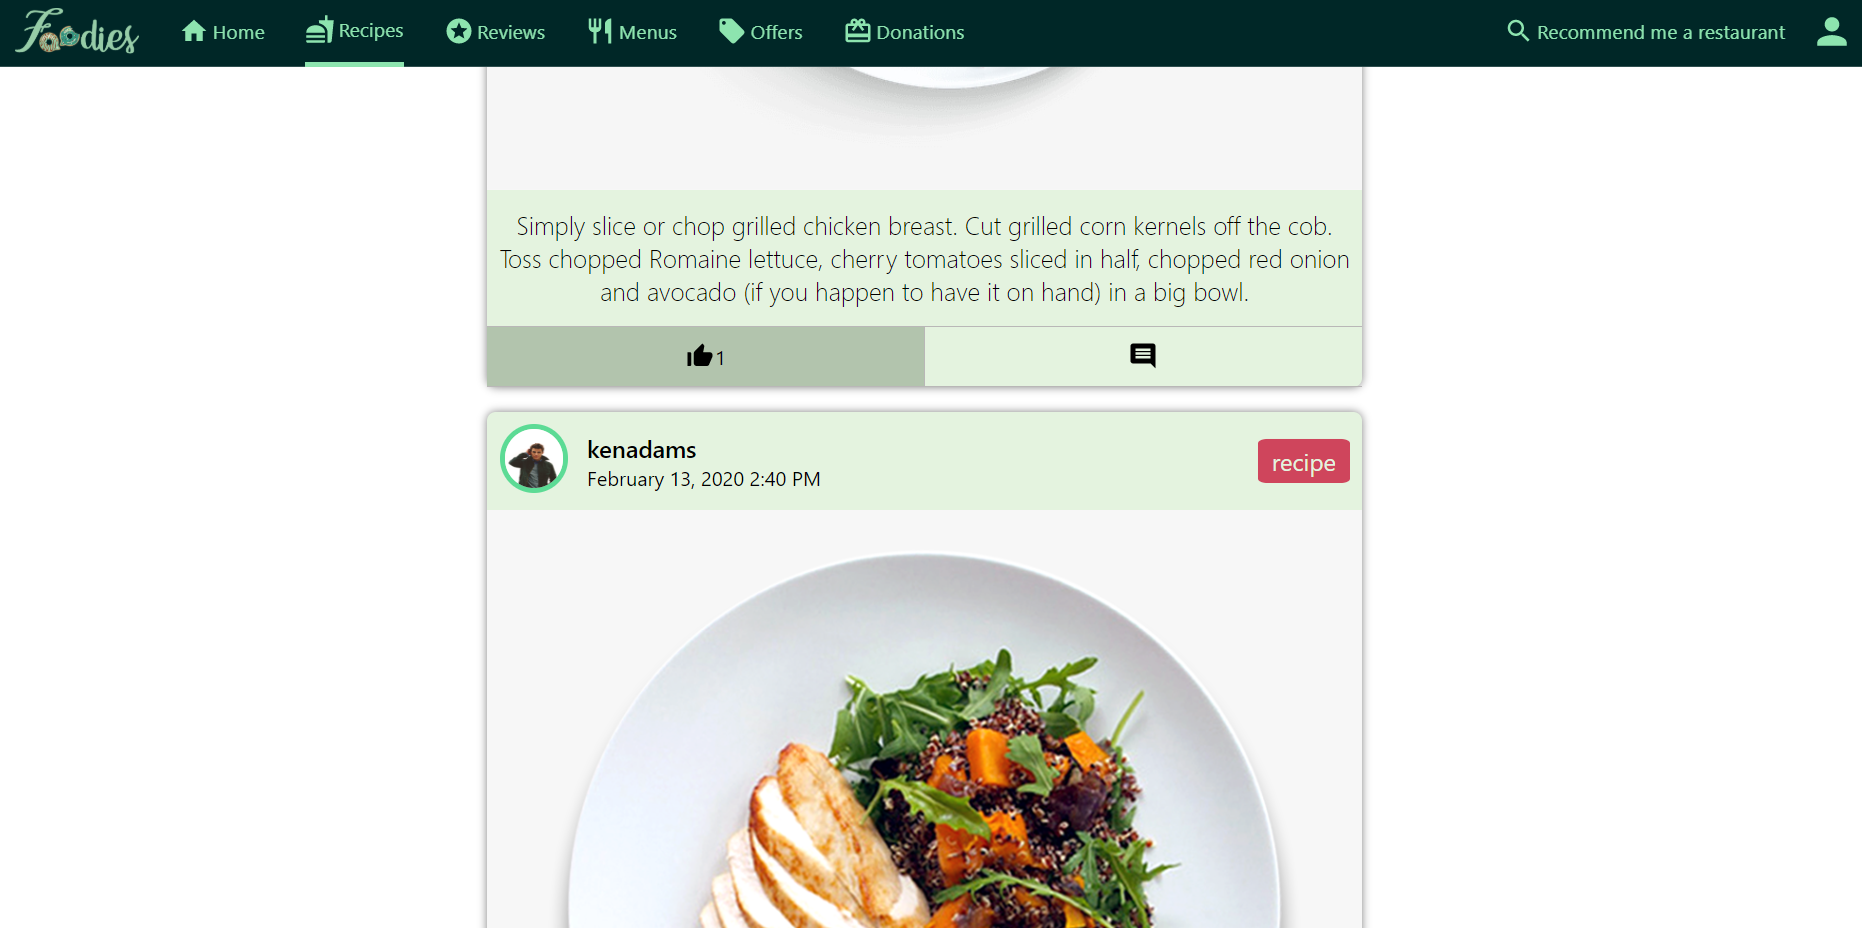 Foodies
Home
Recipes
Reviews
Menus
Offers
Donations
Recommend me a restaurant
Simply slice or chop grilled chicken breast. Cut grilled corn kernels off the cob.
Toss chopped Romaine lettuce, cherry tomatoes sliced in half, chopped red onion
and avocado (if you happen to have it on hand) in a big bowl.
1
kenadams
February 13, 2020 2:40 PM
recipe